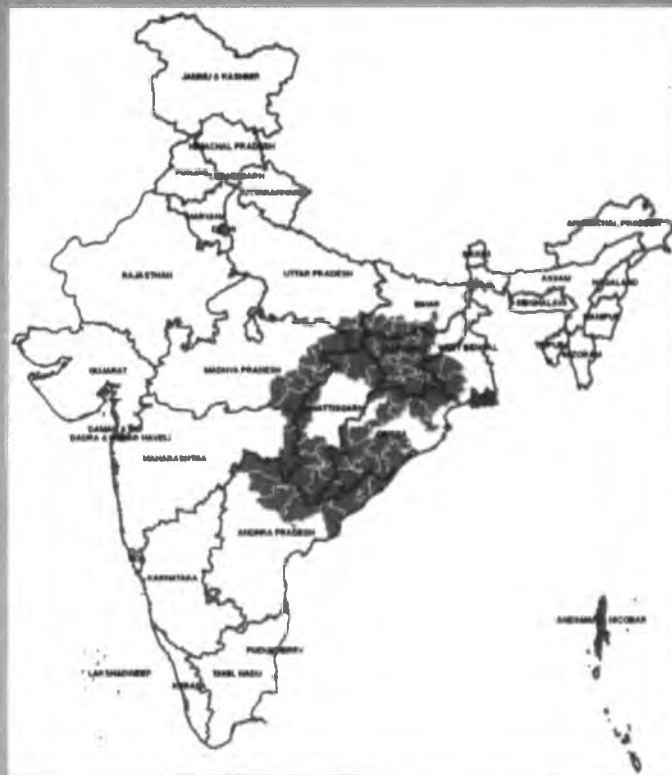 JAMMU & KASHMIR
HIMACHAL PRADESH
PUNJAB
CHANDIGARH
UTTARAKHAND
HARYANA
DELHI
ARUNACHAL PRADESH
RAJASTHAN
UTTAR PRADESH
SIKKIM
ASSAM
NAGALAND
BIHAR
MEGHALAYA
MANIPUR
WEST BENGAL
TRIPURA
MIZORAM
GUJARAT
MADHYA PRADESH
CHHATTISGARH
DAMAN & DIU
DADRA & NAGAR HAVELI
ORISSA
MAHARASHTRA
ANDHRA PRADESH
KARNATAKA
ANDAMAN & NICOBAR
PUDUCHERRY
LAKSHADWEEP
KERALA
TAMIL NADU